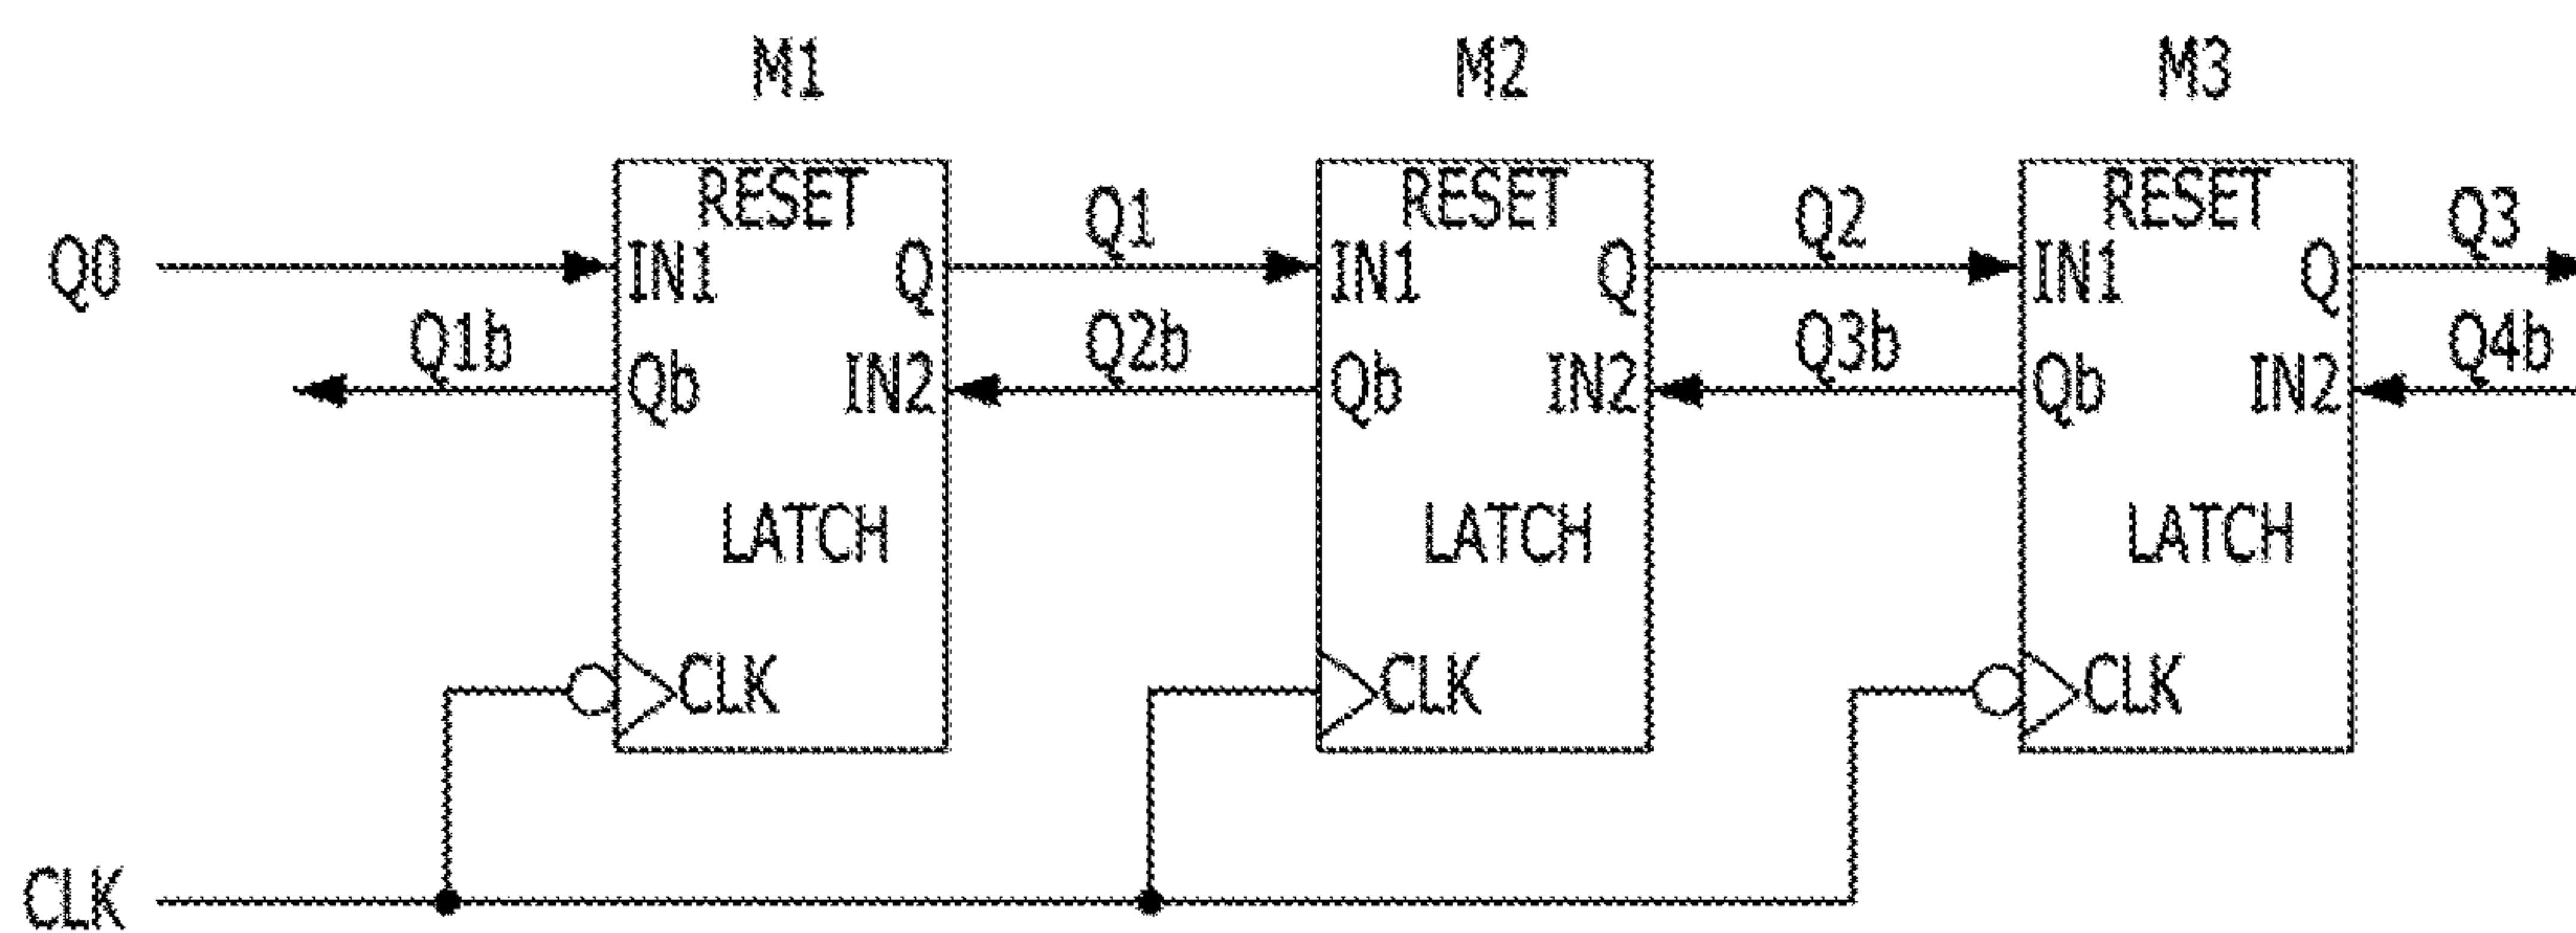 M1 M2 M3
RESET RESET RESET
Q1 Q2 Q3
Q0 IN1 Q IN1 Q IN1 Q
Q1b Q2b Q3b Q4b
Qb IN2 Qb IN2 Qb IN2
LATCH LATCH LATCH
CLK CLK CLK
CLK